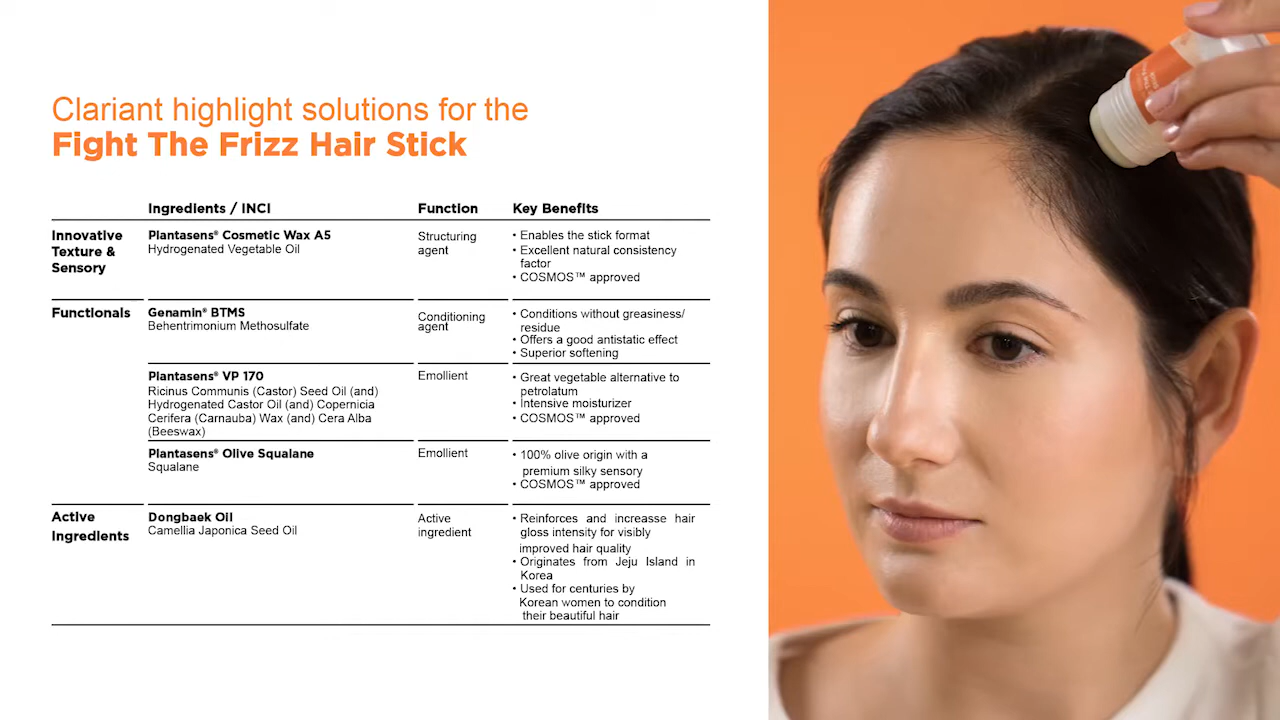 Clariant highlight solutions for the
Fight The Frizz Hair Stick
Ingredients / INCI Function Key Benefits
Innovative
Texture &
Sensory
Plantasens® Cosmetic Wax A5
Hydrogenated Vegetable Oil
Structuring
agent
• Enables the stick format
• Excellent natural consistency
factor
• COSMOS™ approved
Functionals
Genamin® BTMS
Behentrimonium Methosulfate
Conditioning
agent
• Conditions without greasiness/
residue
• Offers a good antistatic effect
• Superior softening
Plantasens® VP 170
Ricinus Communis (Castor) Seed Oil (and)
Hydrogenated Castor Oil (and) Copernicia
Cerifera (Carnauba) Wax (and) Cera Alba
(Beeswax)
Emollient
• Great vegetable alternative to
petrolatum
• Intensive moisturizer
• COSMOS™ approved
Plantasens® Olive Squalane
Squalane
Emollient
• 100% olive origin with a
premium silky sensory
• COSMOS™ approved
Active
Ingredients
Dongbaek Oil
Camellia Japonica Seed Oil
Active
ingredient
• Reinforces and increasse hair
gloss intensity for visibly
improved hair quality
• Originates from Jeju Island in
Korea
• Used for centuries by
Korean women to condition
their beautiful hair